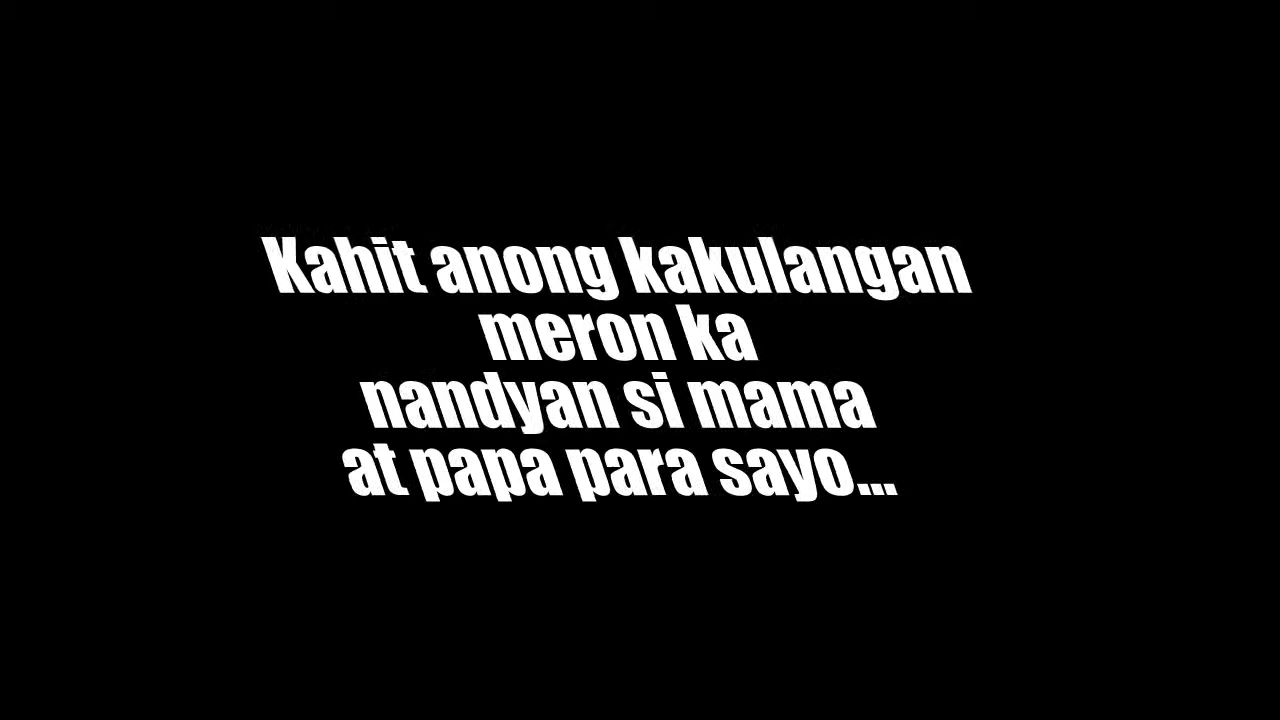 Kahit anong kakulangan
meron ka
nandyan si mama
at papa para sayo...